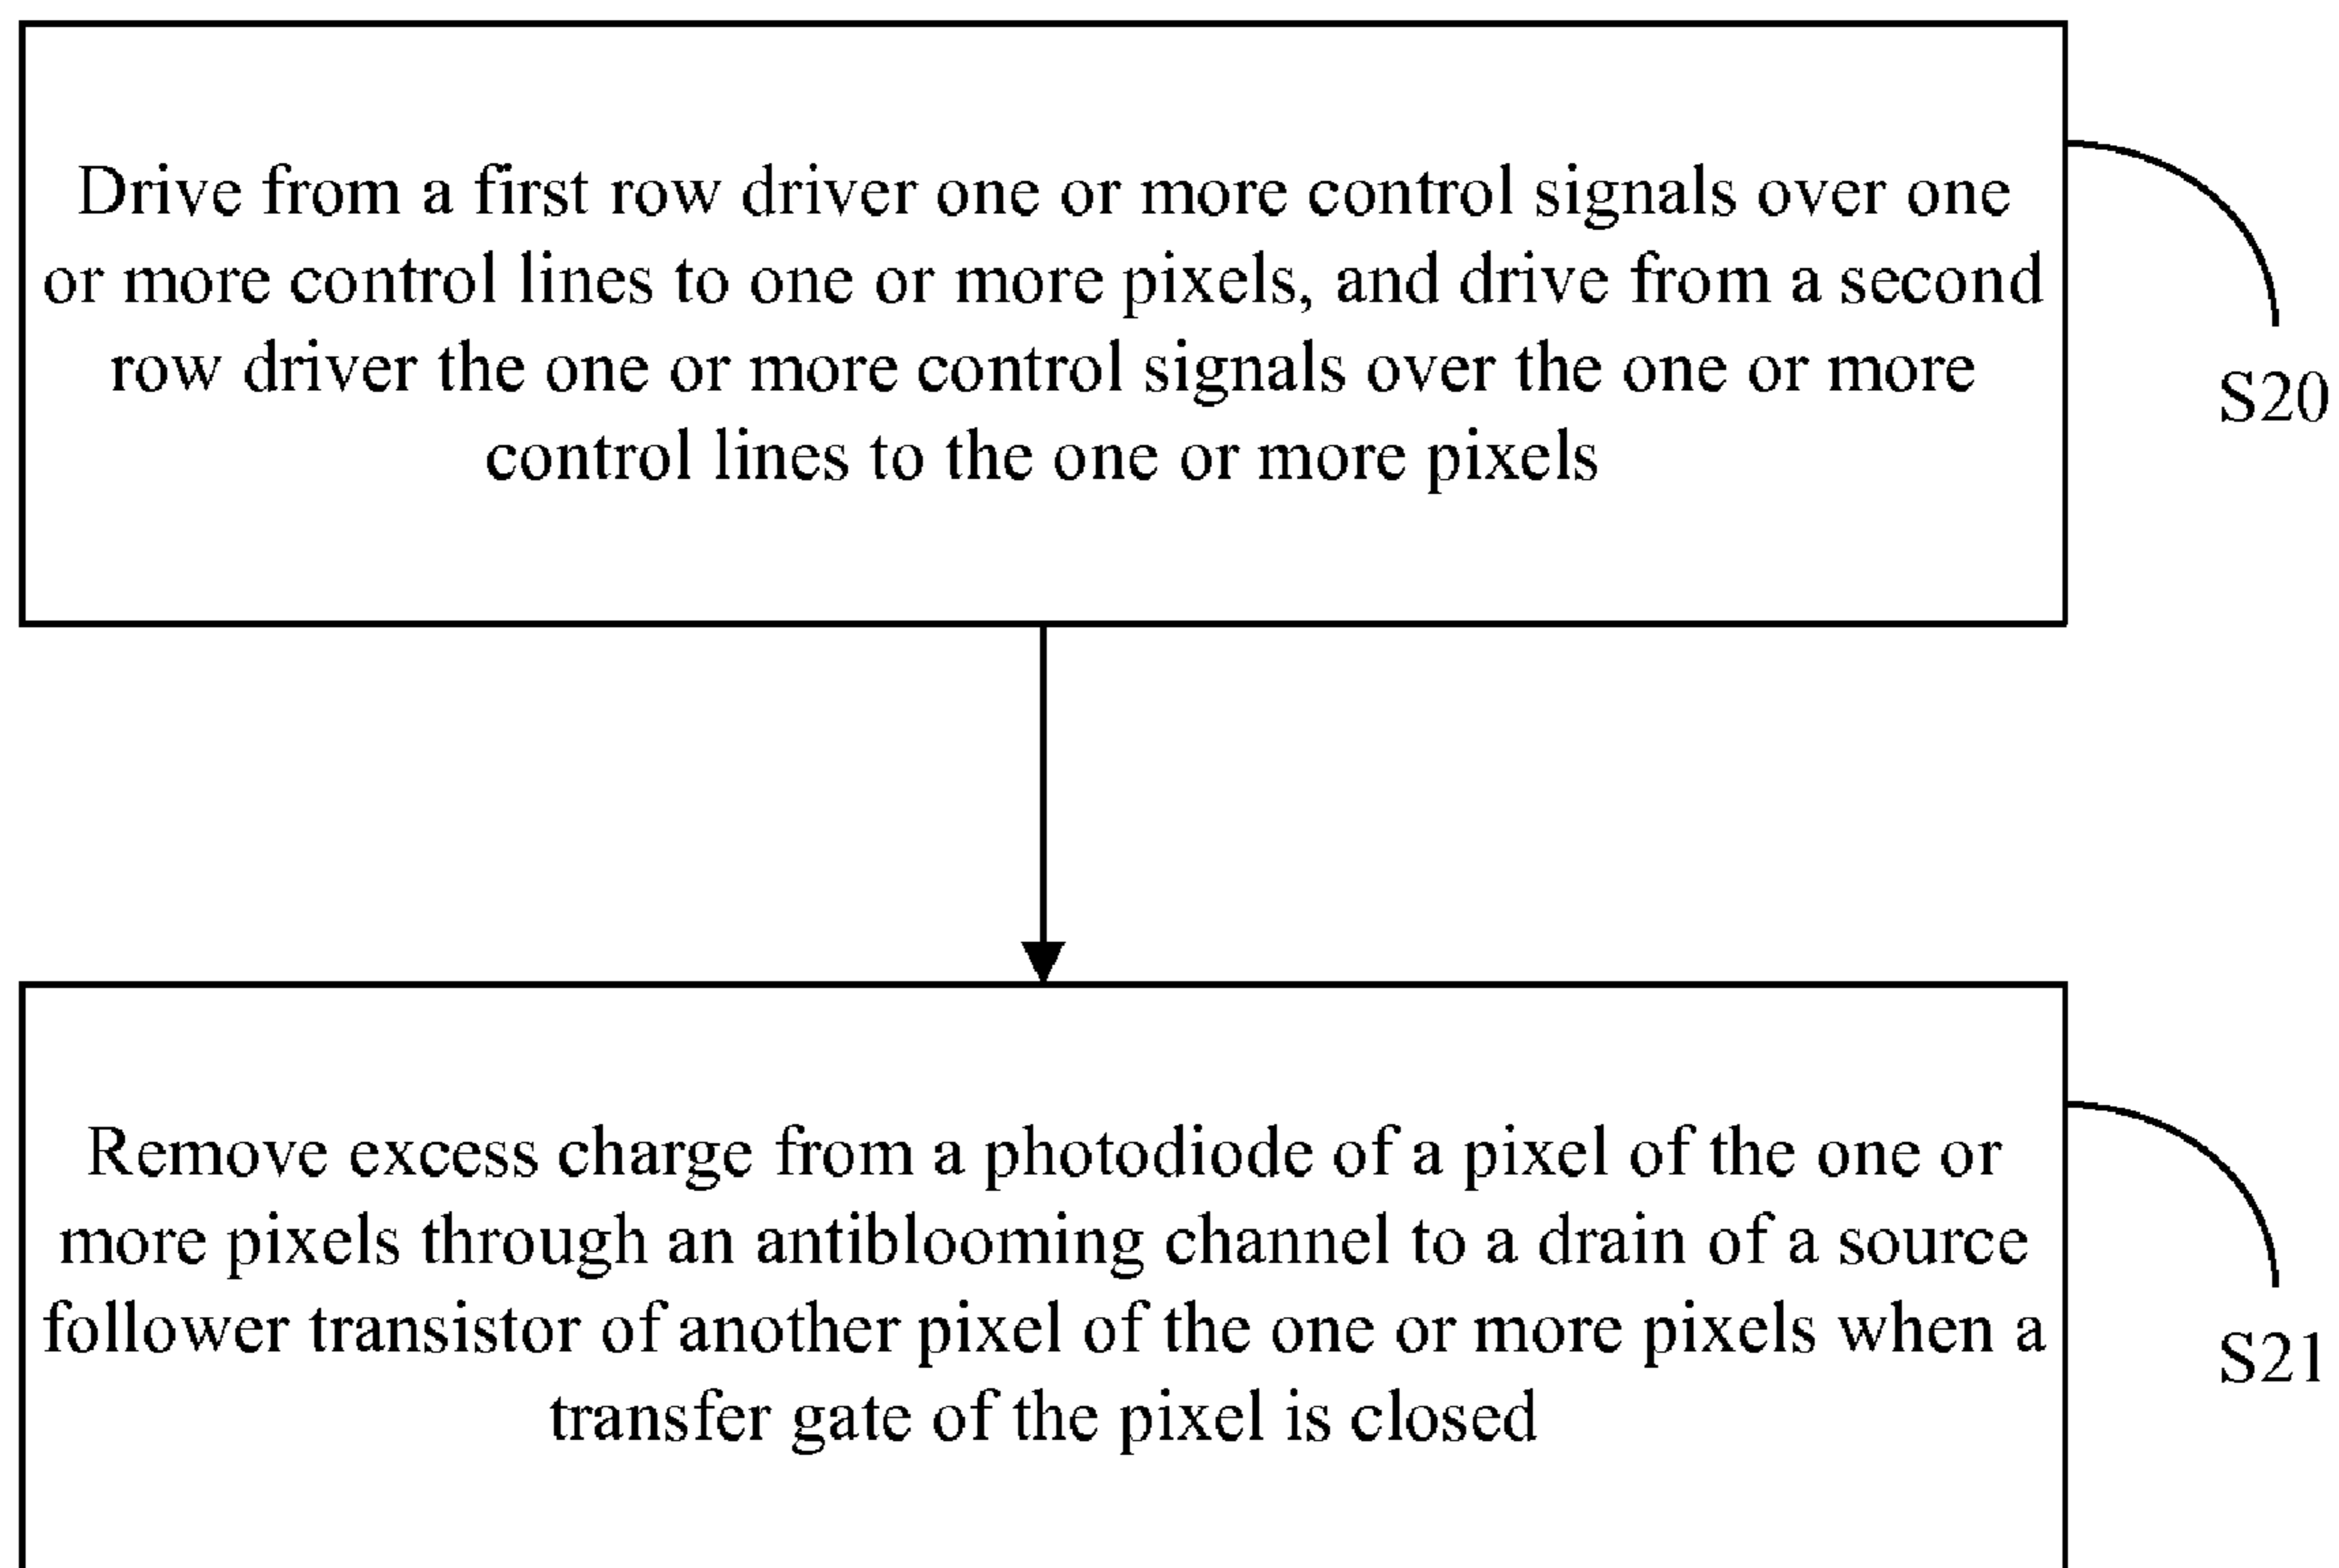 Drive from a first row driver one or more control signals over one
or more control lines to one or more pixels, and drive from a second
row driver the one or more control signals over the one or more
control lines to the one or more pixels
S20
Remove excess charge from a photodiode of a pixel of the one or
more pixels through an antiblooming channel to a drain of a source
follower transistor of another pixel of the one or more pixels when a
transfer gate of the pixel is closed
S21